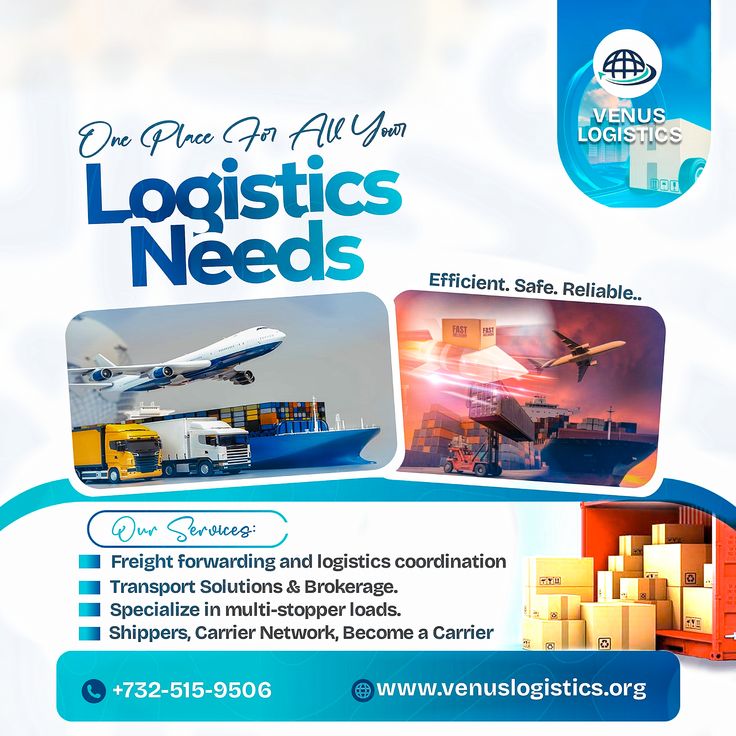 VENUS
LOGISTICS
One Place For All Your
Logistics
Needs
Efficient. Safe. Reliable..
FAST
FAST
Our Services:
Freight forwarding and logistics coordination
Transport Solutions & Brokerage.
Specialize in multi-stopper loads.
Shippers, Carrier Network, Become a Carrier
+732-515-9506
www.venuslogistics.org